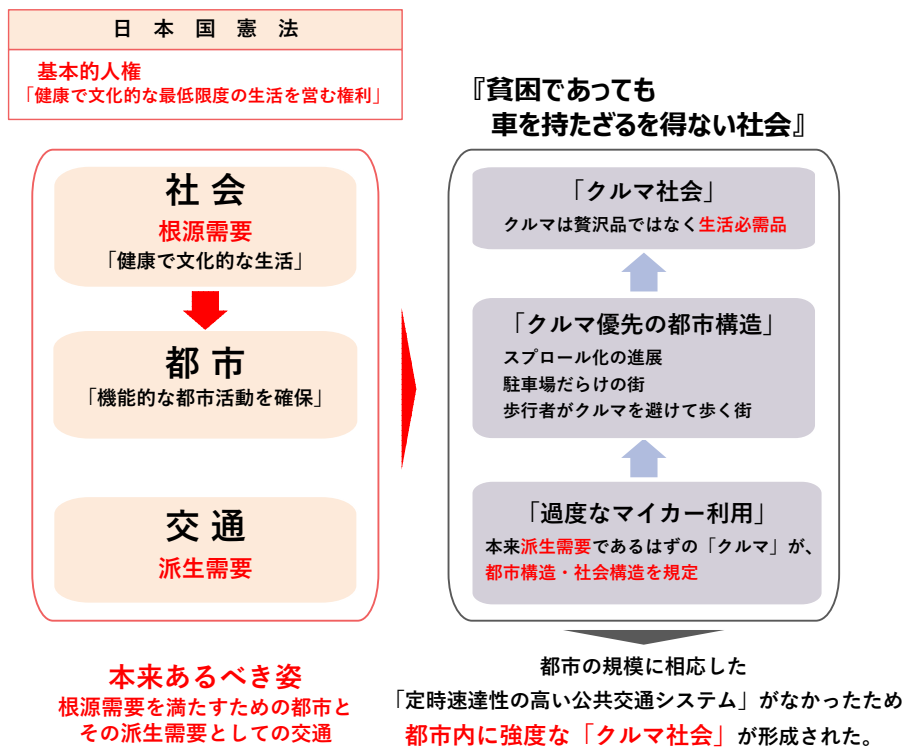 日本国憲法
基本的人権
「健康で文化的な最低限度の生活を営む権利」
社会
根源需要
「健康で文化的な生活」
都市
「機能的な都市活動を確保」
交通
派生需要
本来あるべき姿
根源需要を満たすための都市と
その派生需要としての交通
『貧困であっても
車を持たざるを得ない社会』
「クルマ社会」
クルマは贅沢品ではなく生活必需品
「クルマ優先の都市構造」
スプロール化の進展
駐車場だらけの街
歩行者がクルマを避けて歩く街
「過度なマイカー利用」
本来派生需要であるはずの「クルマ」が、
都市構造・社会構造を規定
都市の規模に相応した
「定時速達性の高い公共交通システム」がなかったため
都市内に強度な「クルマ社会」が形成された。